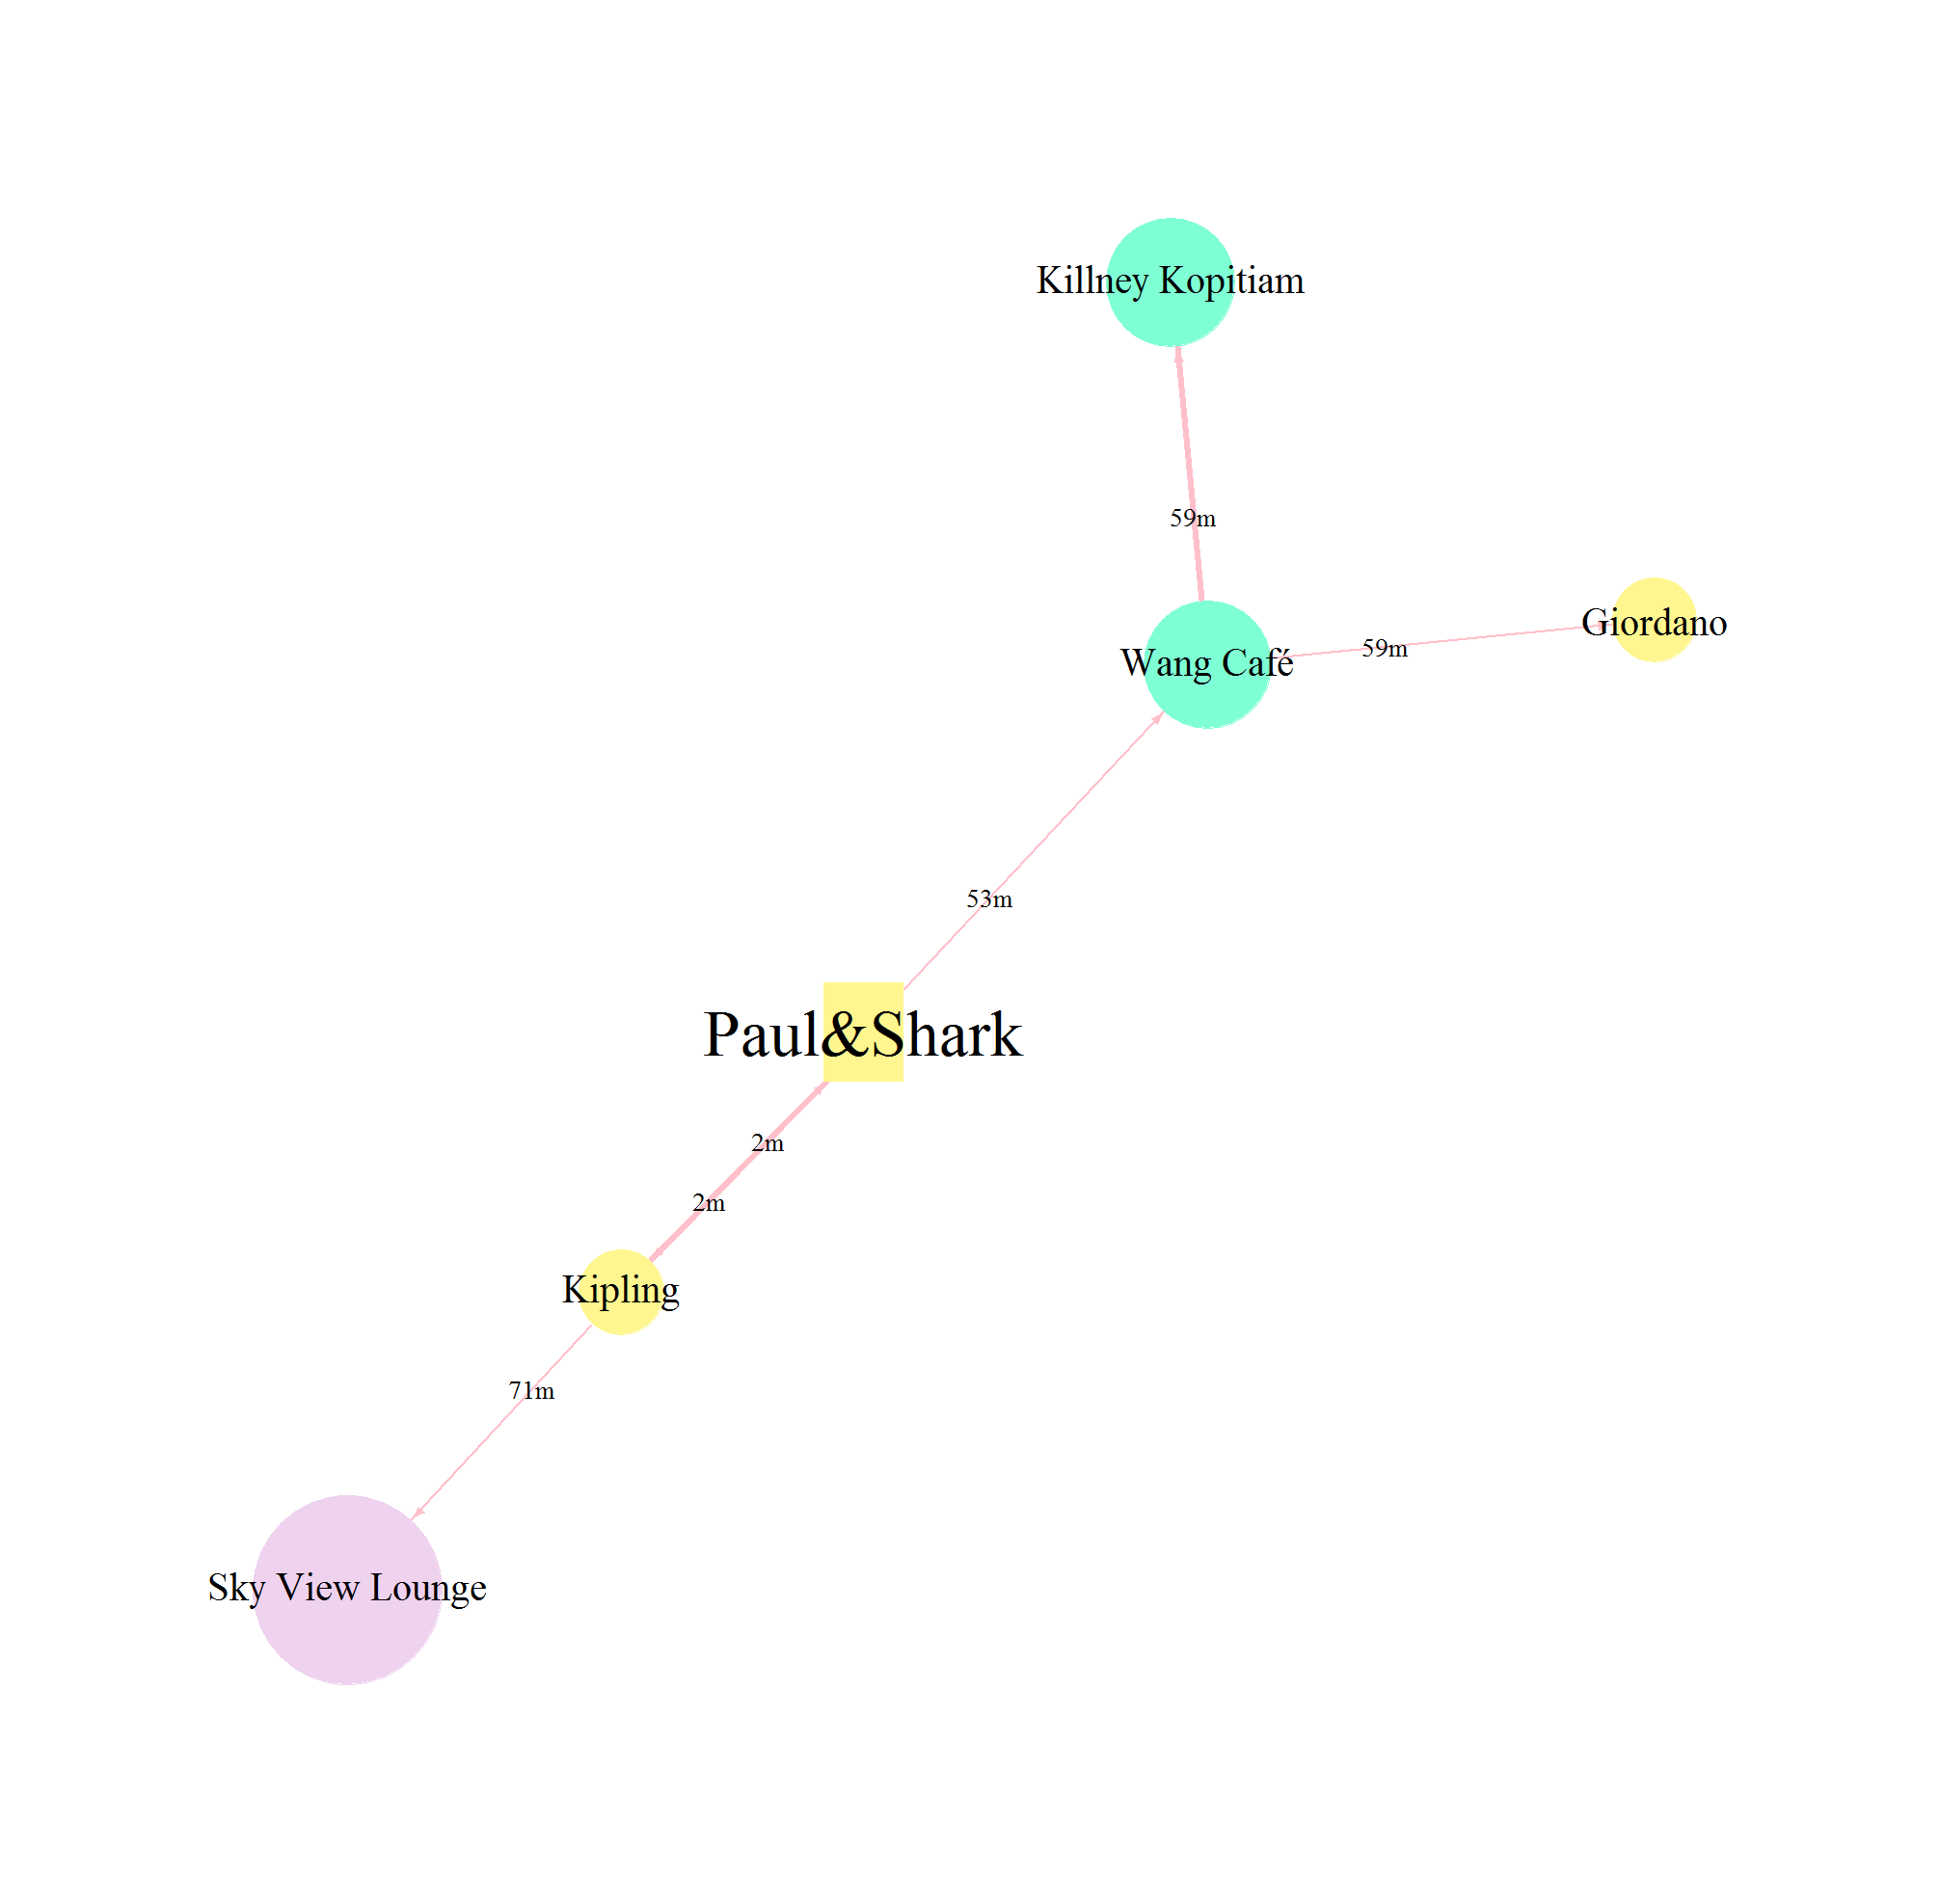 Killney Kopitiam
59m
Giordano
59m
Wang Café
53m
Paul&Shark
2m
2m
Kipling
71m
Sky View Lounge